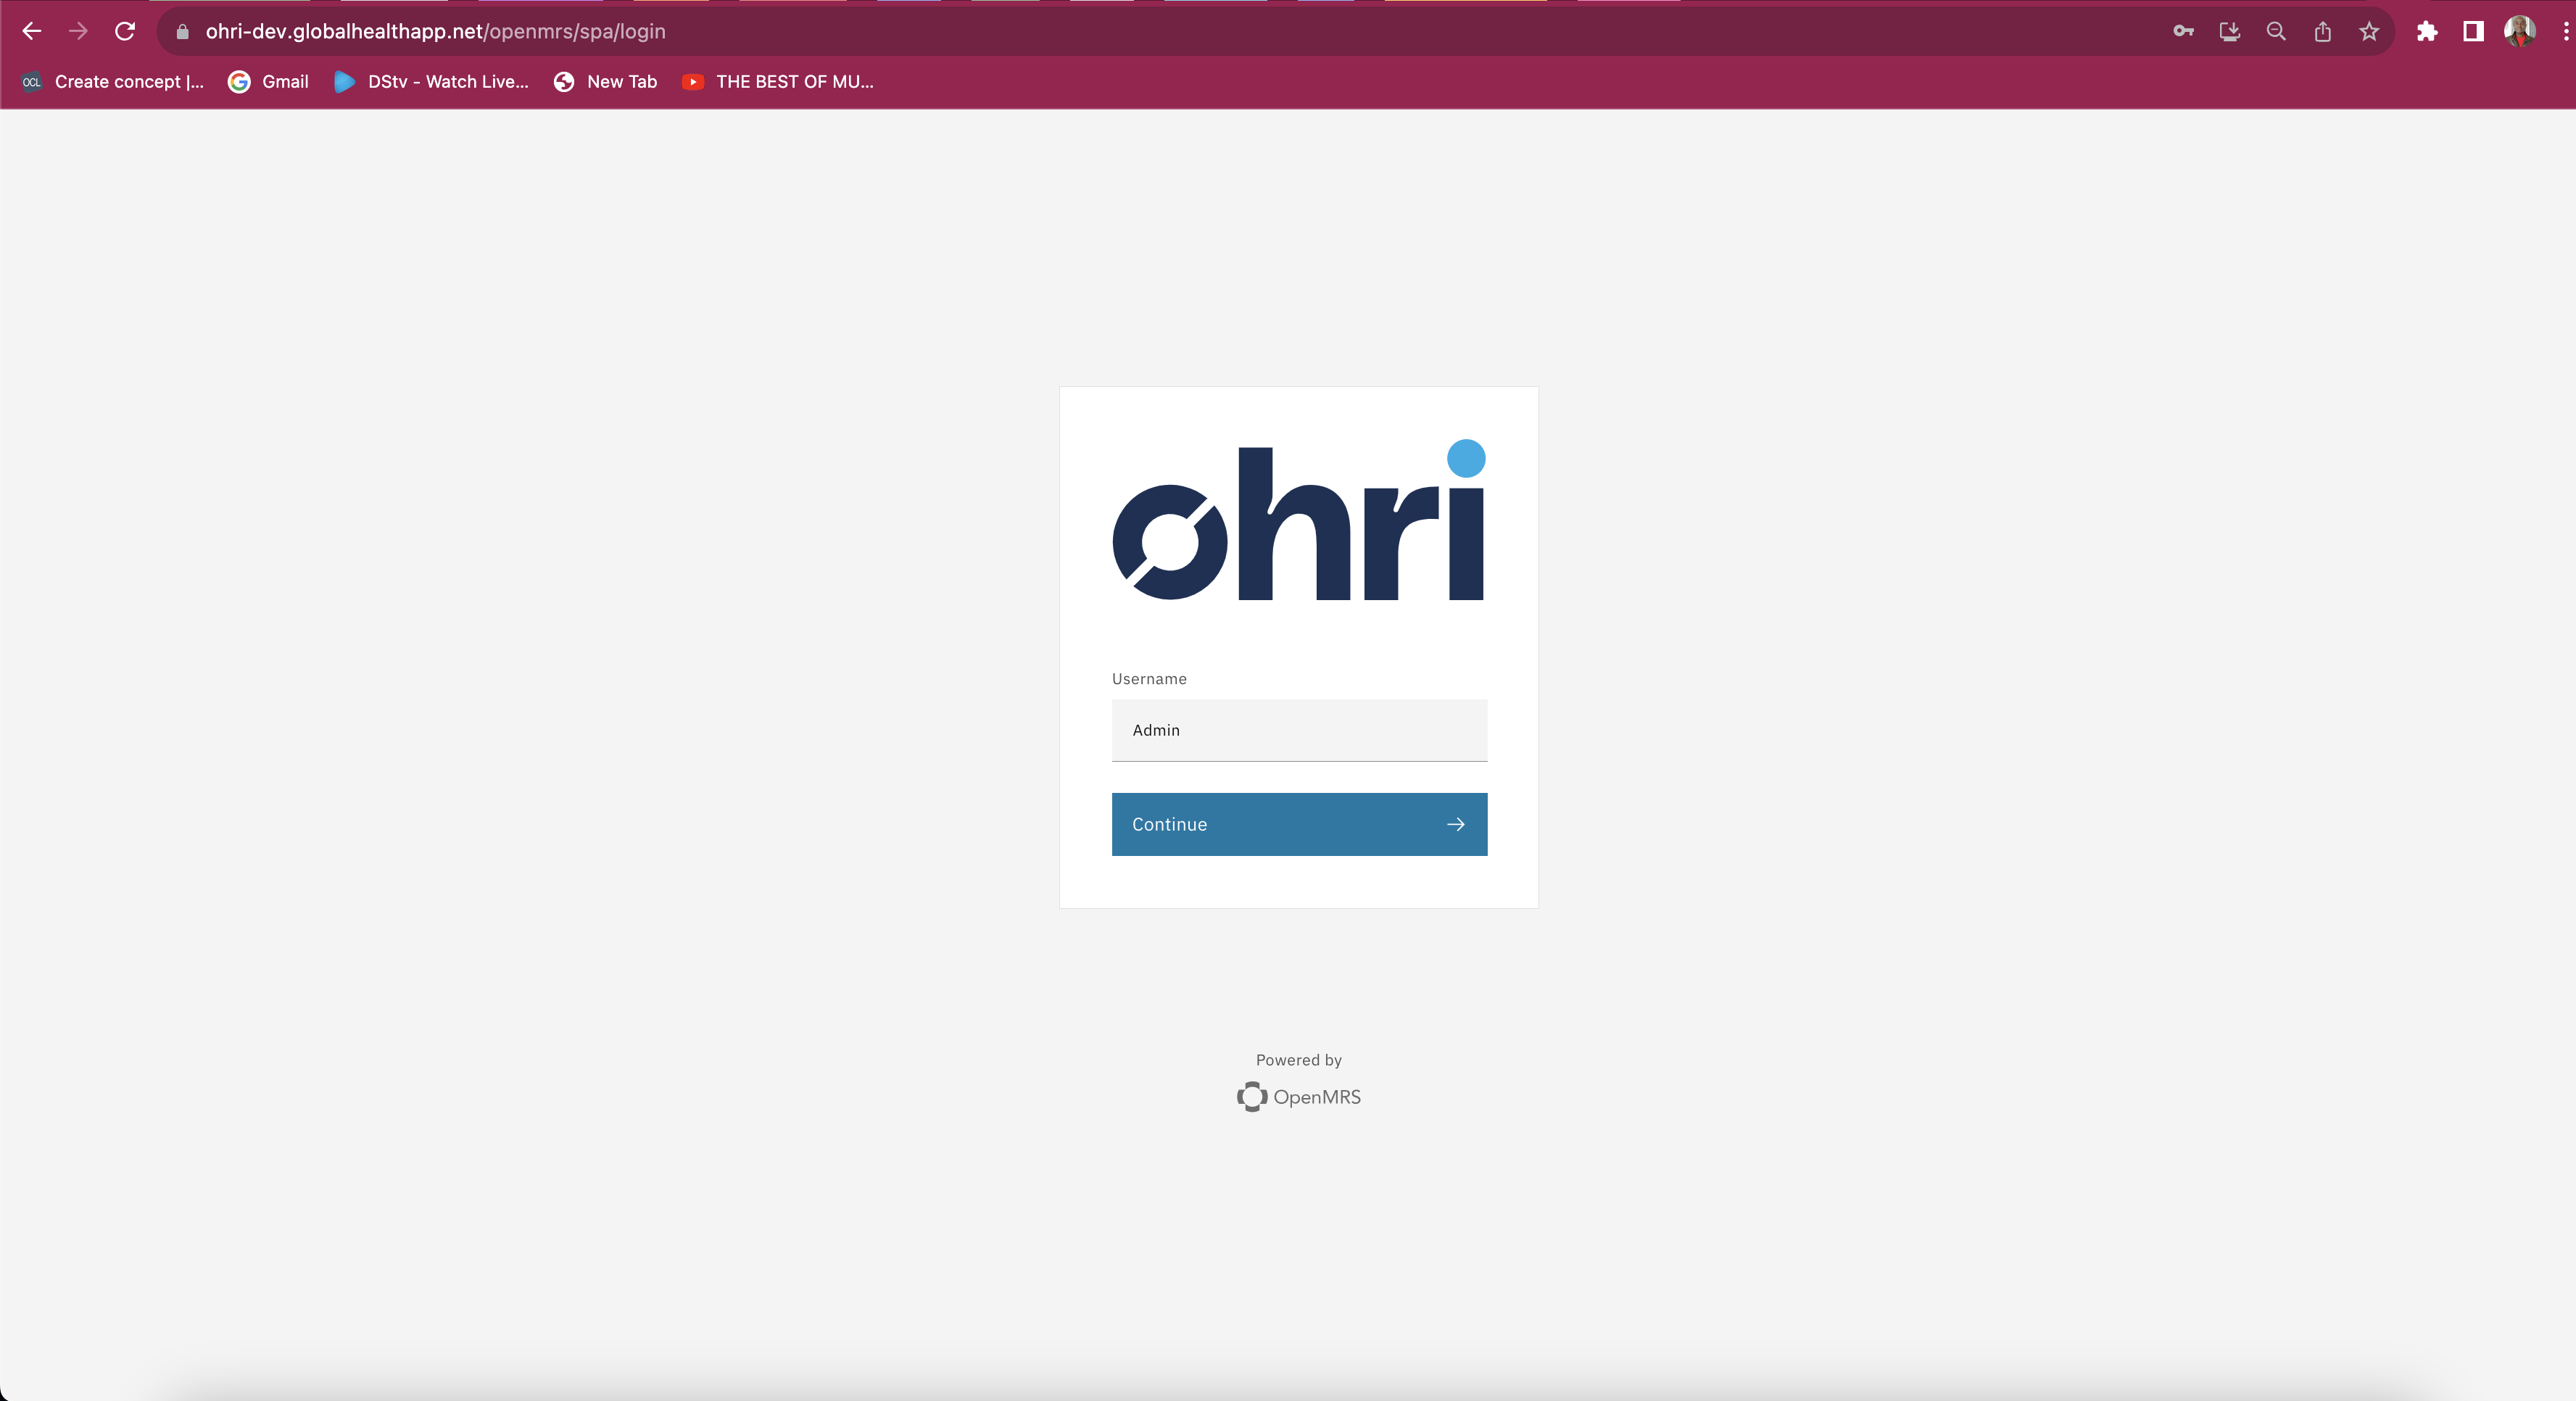 ohri-dev.globalhealthapp.net/openmrs/spa/login
OCL Create concept |... Gmail DStv - Watch Live... New Tab THE BEST OF MU...
ohri
Username
Admin
Continue
Powered by
OpenMRS